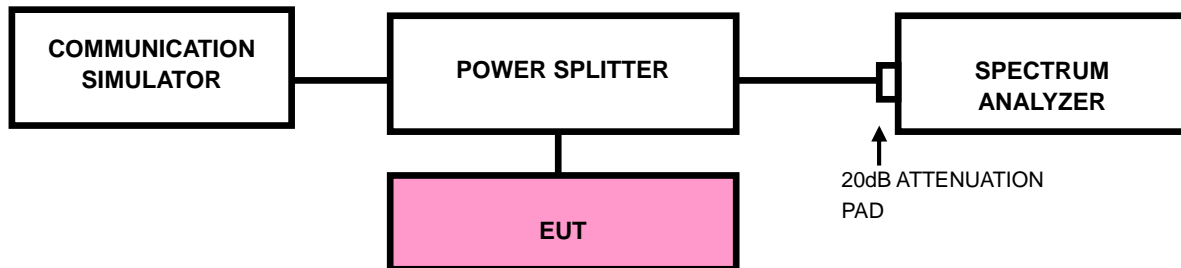 COMMUNICATION
SIMULATOR
POWER SPLITTER
SPECTRUM
ANALYZER
20dB ATTENUATION
PAD
EUT